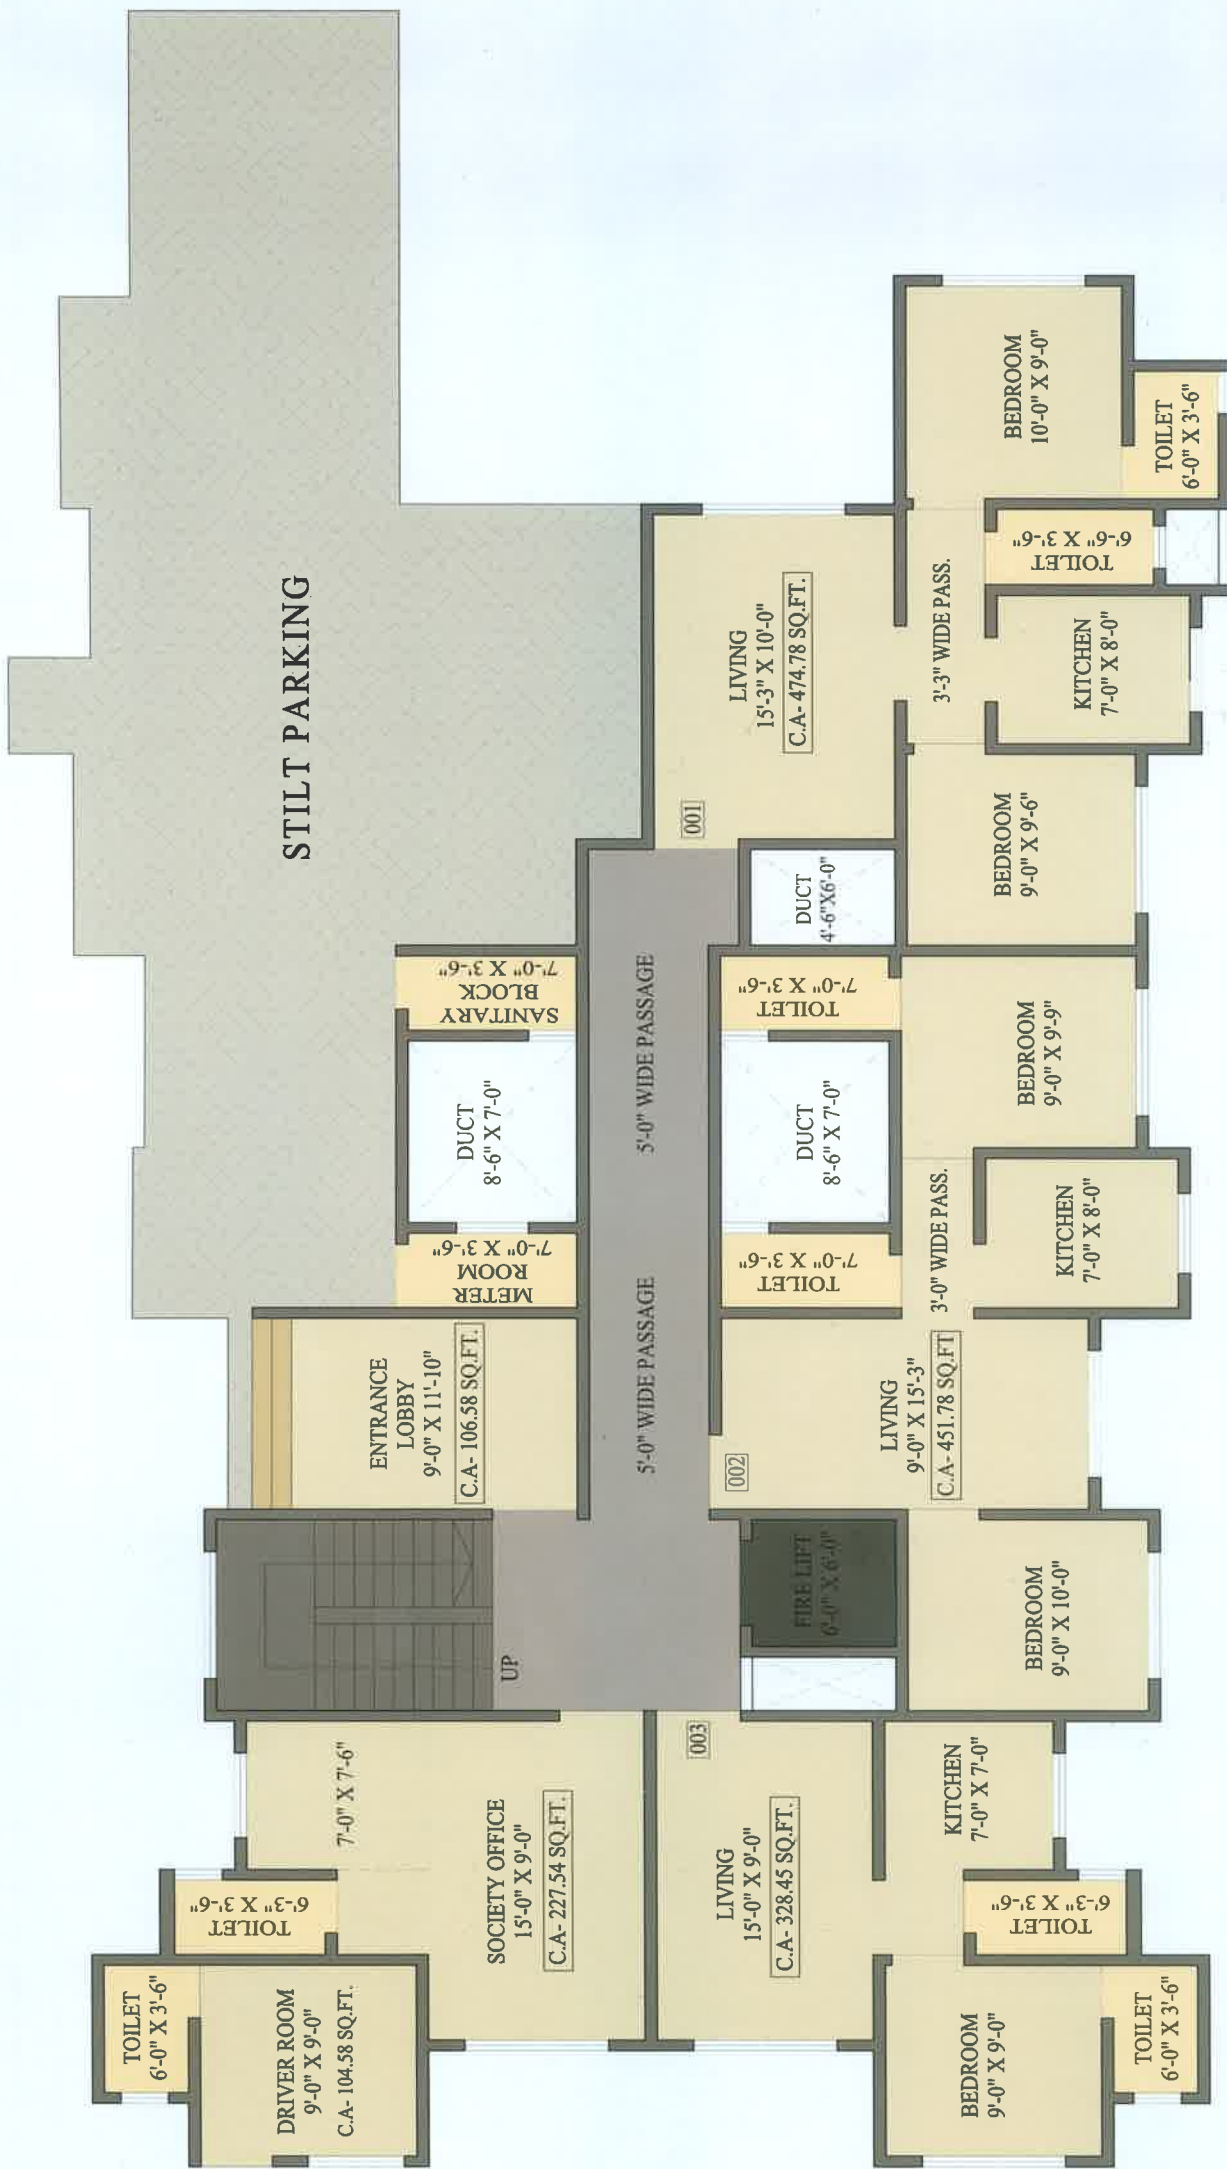 STILT PARKING
ENTRANCE
LOBBY
9'-0" X 11'-10"
C.A- 106.58 SQ.FT.
METER
ROOM
7'-0" X 3'-6"
DUCT
8'-6" X 7'-0"
SANITARY
BLOCK
7'-0" X 3'-6"
UP
5'-0" WIDE PASSAGE
5'-0" WIDE PASSAGE
TOILET
6'-0" X 3'-6"
DRIVER ROOM
9'-0" X 9'-0"
C.A- 104.58 SQ.FT.
TOILET
6'-3" X 3'-6"
7'-0" X 7'-6"
SOCIETY OFFICE
15'-0" X 9'-0"
C.A- 227.54 SQ.FT.
003
LIVING
15'-0" X 9'-0"
C.A- 328.45 SQ.FT.
KITCHEN
7'-0" X 7'-0"
TOILET
6'-3" X 3'-6"
BEDROOM
9'-0" X 9'-0"
TOILET
6'-0" X 3'-6"
FIRE LIFT
6'-0" X 6'-0"
002
LIVING
9'-0" X 15'-3"
C.A- 451.78 SQ.FT
BEDROOM
9'-0" X 10'-0"
TOILET
7'-0" X 3'-6"
DUCT
8'-6" X 7'-0"
TOILET
7'-0" X 3'-6"
3'-0" WIDE PASS.
KITCHEN
7'-0" X 8'-0"
BEDROOM
9'-0" X 9'-9"
DUCT
4'-6"X6'-0"
001
LIVING
15'-3" X 10'-0"
C.A- 474.78 SQ.FT.
BEDROOM
9'-0" X 9'-6"
3'-3" WIDE PASS.
KITCHEN
7'-0" X 8'-0"
TOILET
6'-6" X 3'-6"
BEDROOM
10'-0" X 9'-0"
TOILET
6'-0" X 3'-6"